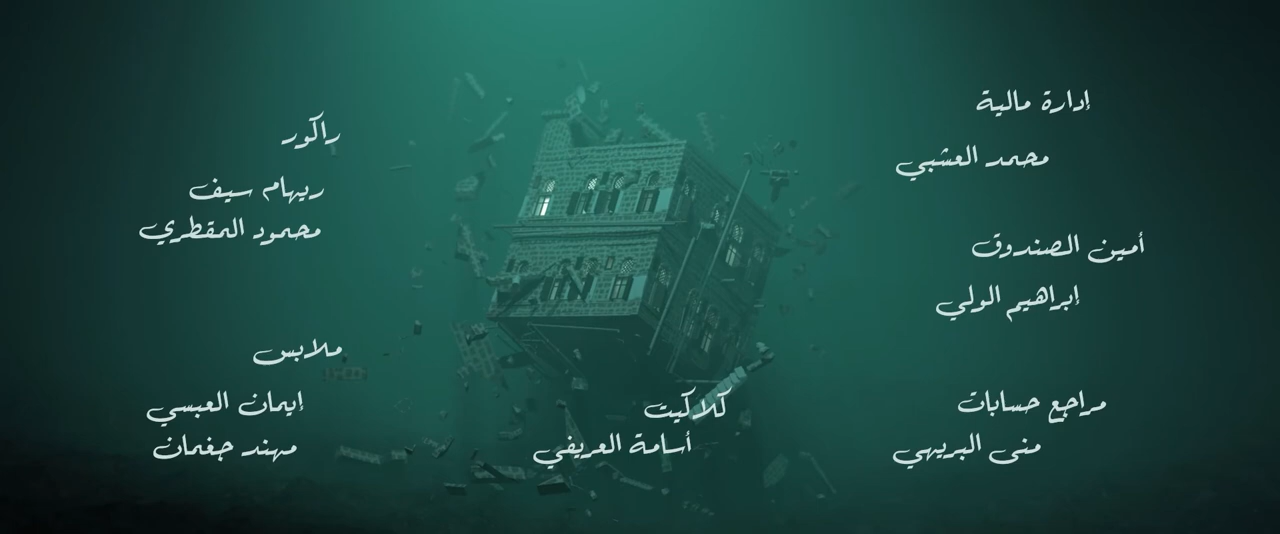 إدارة مالية
محمد العشبي
أمين الصندوق
إبراهيم الولي
مراجع حسابات
منى البريهي
كلاكيت
أسامة العريفي
راكور
ريهام سيف
محمود المقطري
ملابس
إيمان العبسي
مهند جغمان